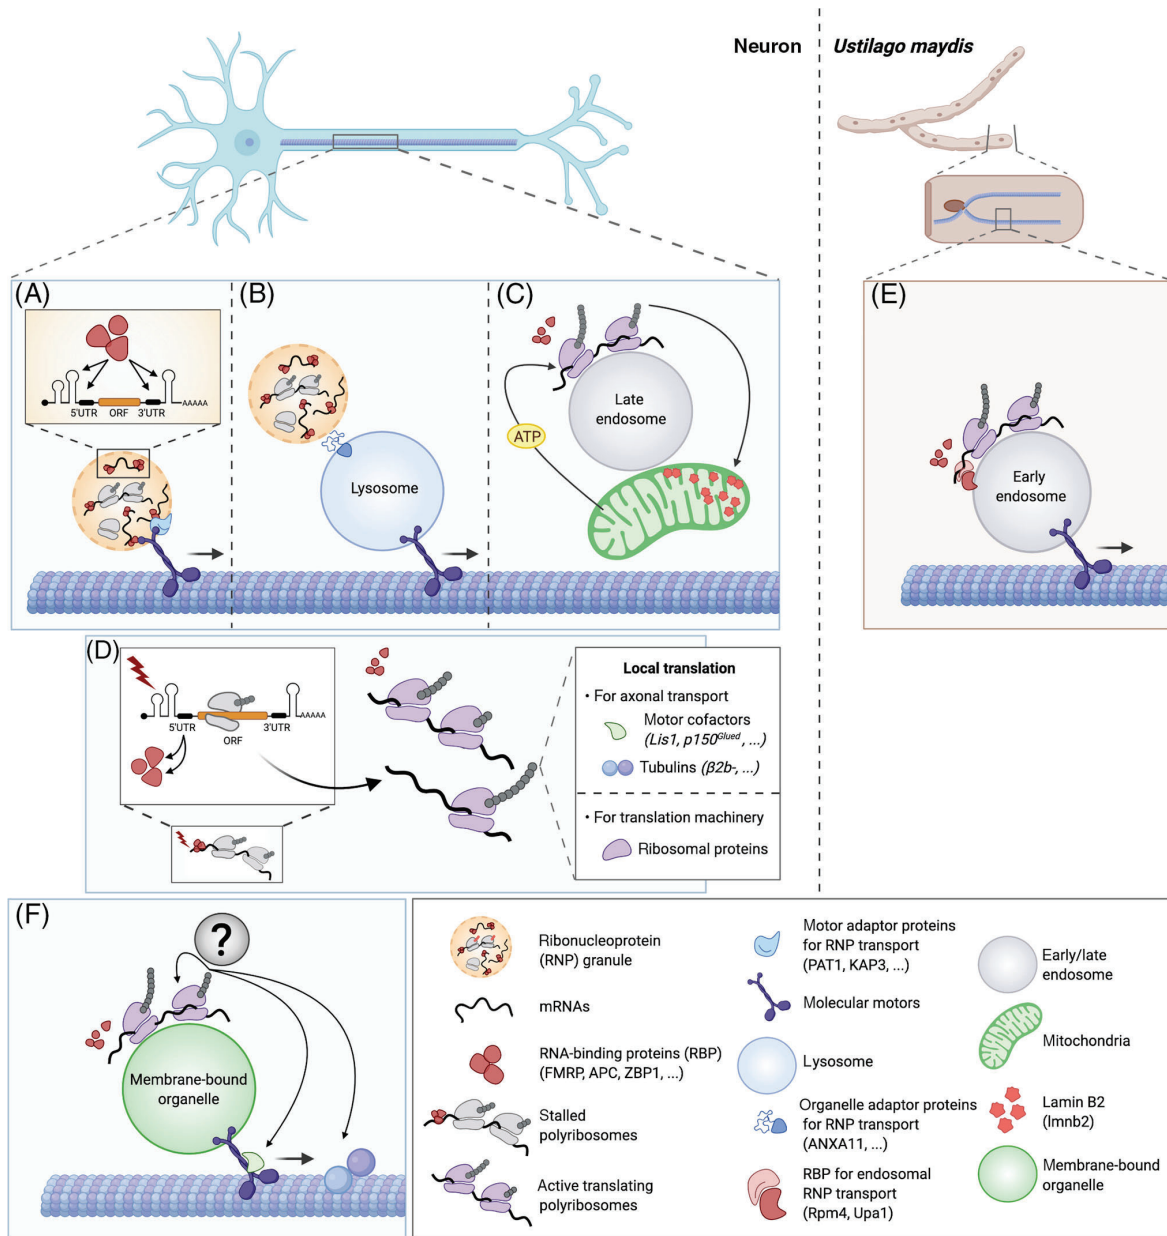 Neuron
Ustilago maydis
(A)
5'UTR ORF 3'UTR AAAAA
(B)
Lysosome
(C)
Late
endosome
ATP
(E)
Early
endosome
(D)
5'UTR ORF 3'UTR AAAAA
Local translation
• For axonal transport
Motor cofactors
(Lis1, p150Glued, ...)
Tubulins (β2b-, ...)
• For translation machinery
Ribosomal proteins
(F)
?
Membrane-bound
organelle
Ribonucleoprotein
(RNP) granule
mRNAs
RNA-binding proteins (RBP)
(FMRP, APC, ZBP1, ...)
Stalled
polyribosomes
Active translating
polyribosomes
Motor adaptor proteins
for RNP transport
(PAT1, KAP3, ...)
Molecular motors
Lysosome
Organelle adaptor proteins
for RNP transport
(ANXA11, ...)
RBP for endosomal
RNP transport
(Rpm4, Upa1)
Early/late
endosome
Mitochondria
Lamin B2
(lmnb2)
Membrane-bound
organelle